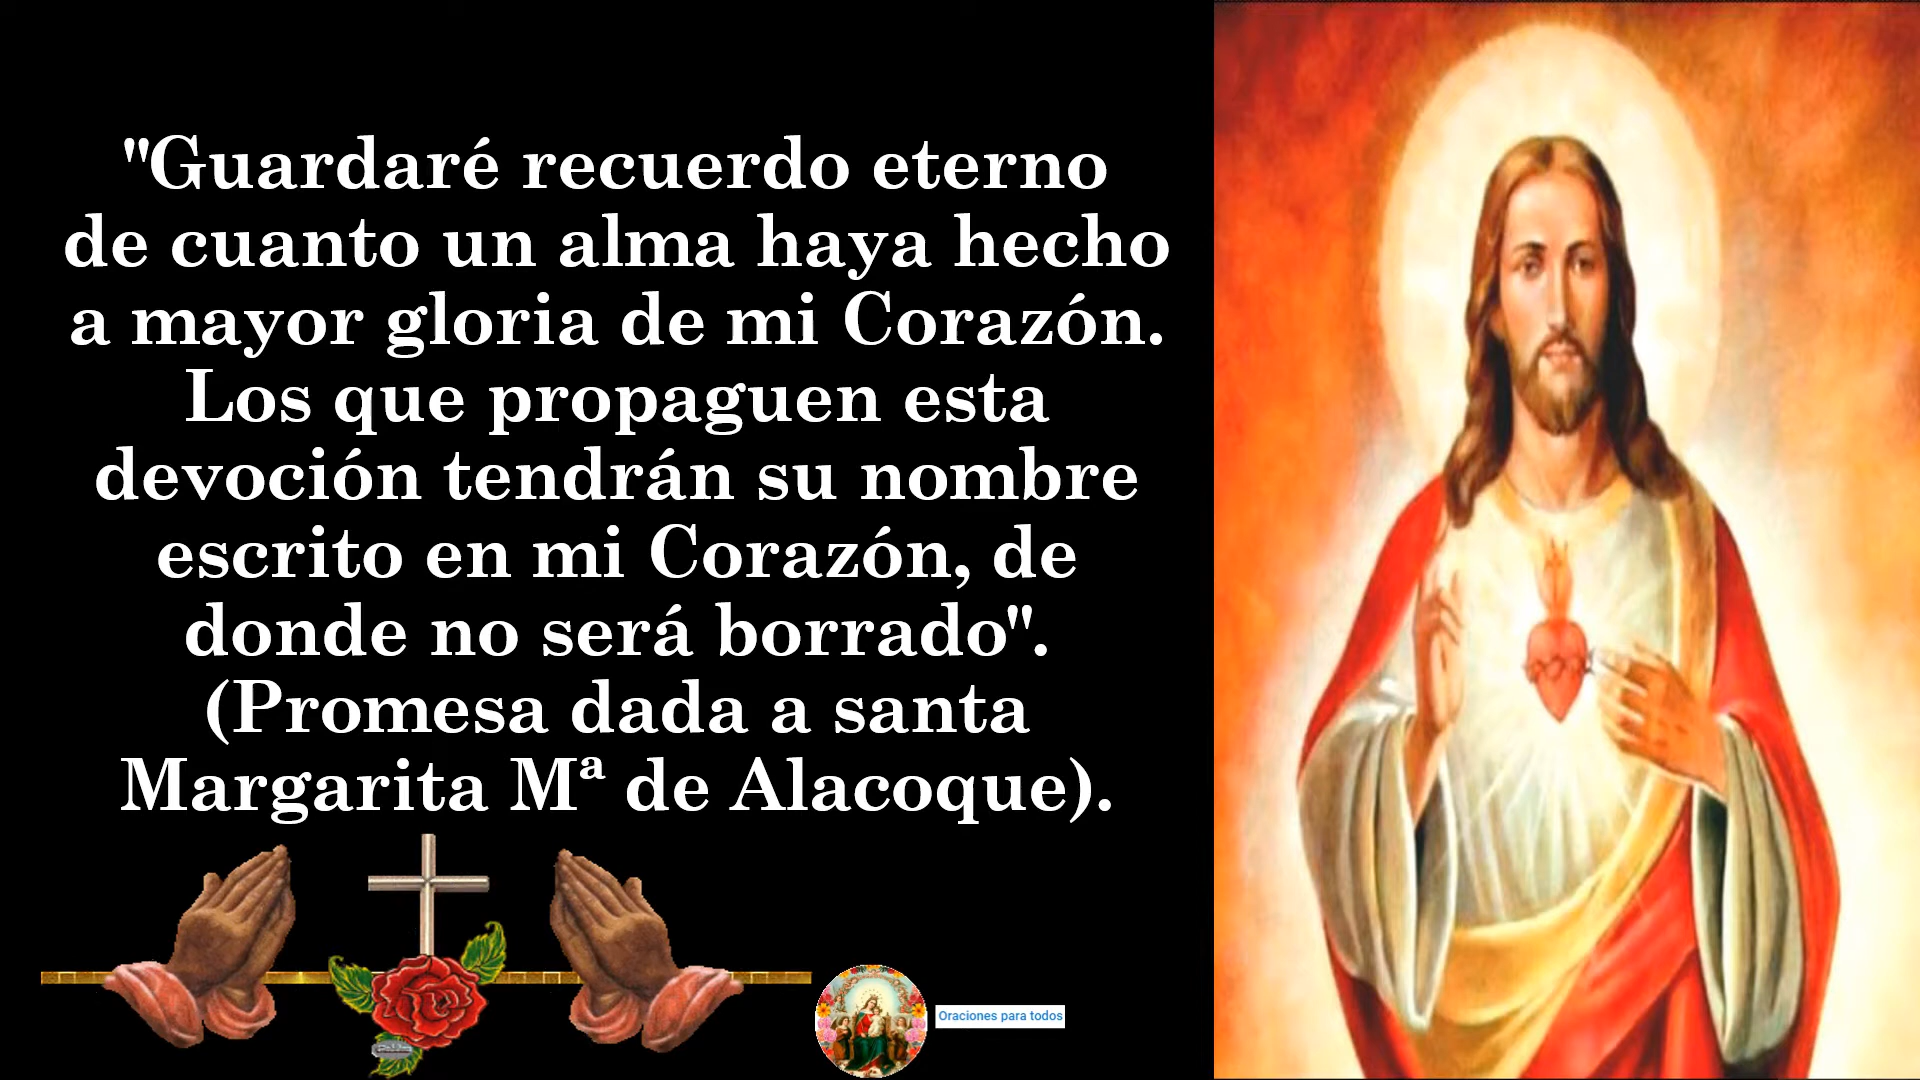 "Guardaré recuerdo eterno
de cuanto un alma haya hecho
a mayor gloria de mi Corazón.
Los que propaguen esta
devoción tendrán su nombre
escrito en mi Corazón, de
donde no será borrado".
(Promesa dada a santa
Margarita Mª de Alacoque).
Oraciones para todos